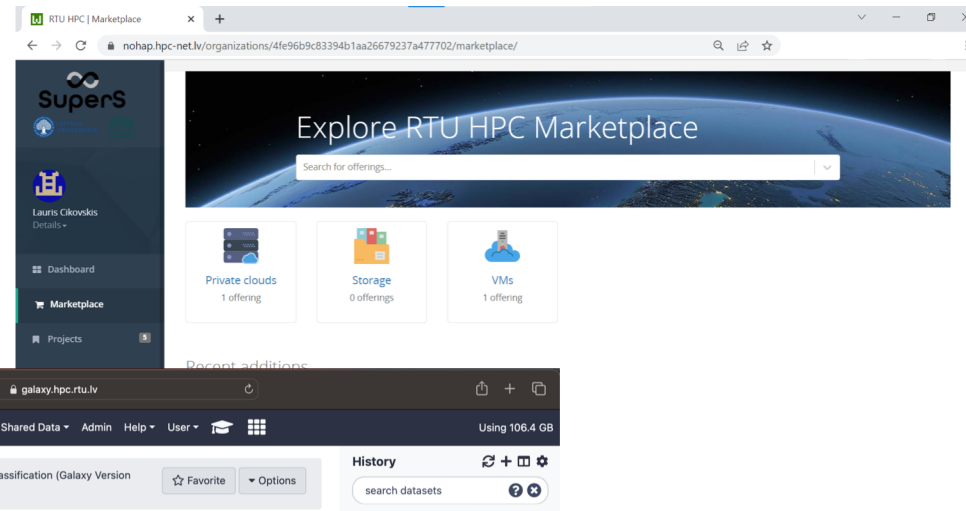 RTU HPC | Marketplace
nohap.hpc-net.lv/organizations/4fe96b9c83394b1aa26679237a477702/marketplace/
SuperS
Lauris Cikovskis
Details
Dashboard
Marketplace
Projects 5
Explore RTU HPC Marketplace
Search for offerings...
Private clouds
1 offering
Storage
0 offerings
VMs
1 offering
Recent additions
galaxy.hpc.rtu.lv
Shared Data Admin Help User Using 106.4 GB
assification (Galaxy Version
Favorite Options
History
search datasets